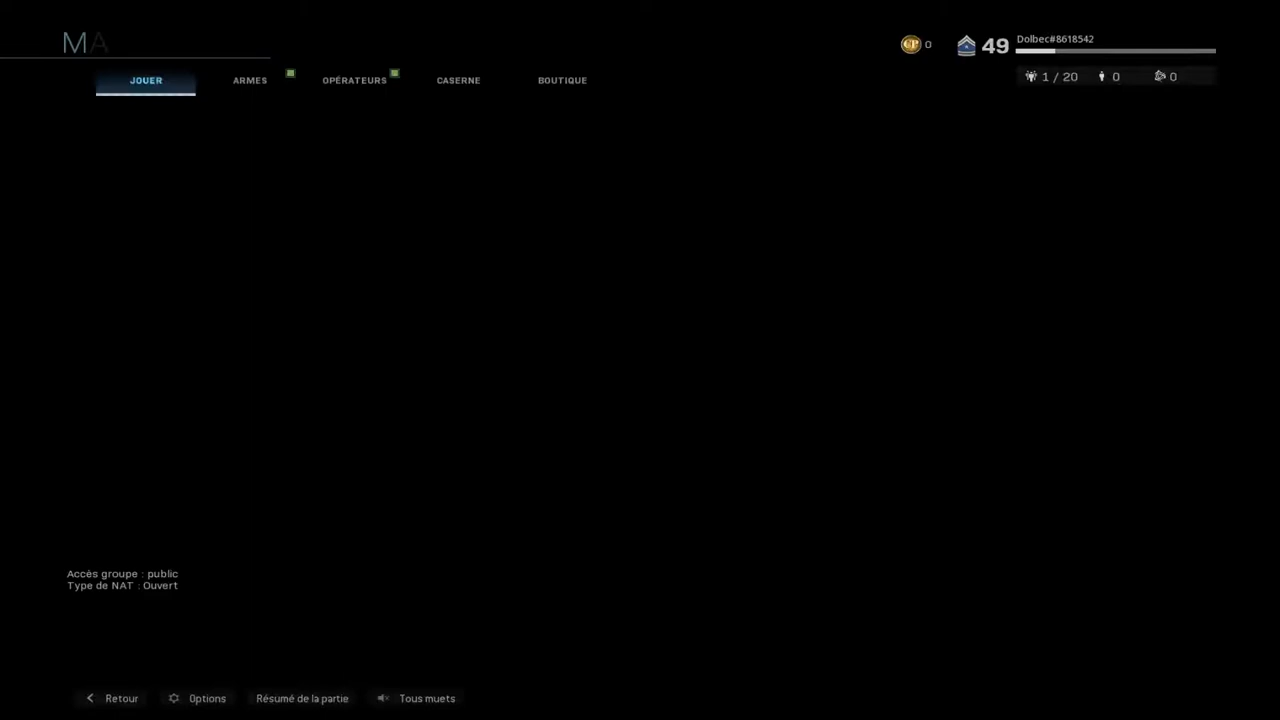 MA
CP 0
49
Dolbec#8618542
JOUER ARMES OPÉRATEURS CASERNE BOUTIQUE
1 / 20 0 0
Accès groupe : public
Type de NAT : Ouvert
Retour Options Résumé de la partie Tous muets